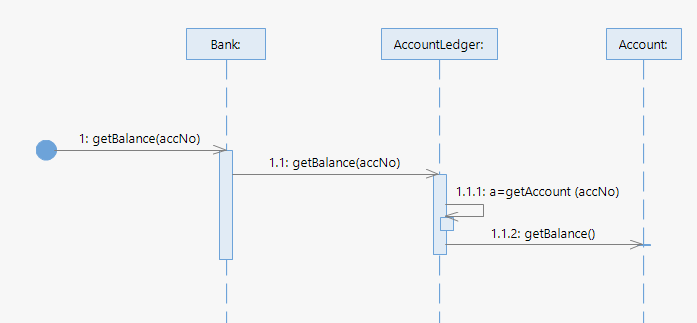 Bank:
AccountLedger:
Account:
1: getBalance(accNo)
1.1: getBalance(accNo)
1.1.1: a=getAccount (accNo)
1.1.2: getBalance()